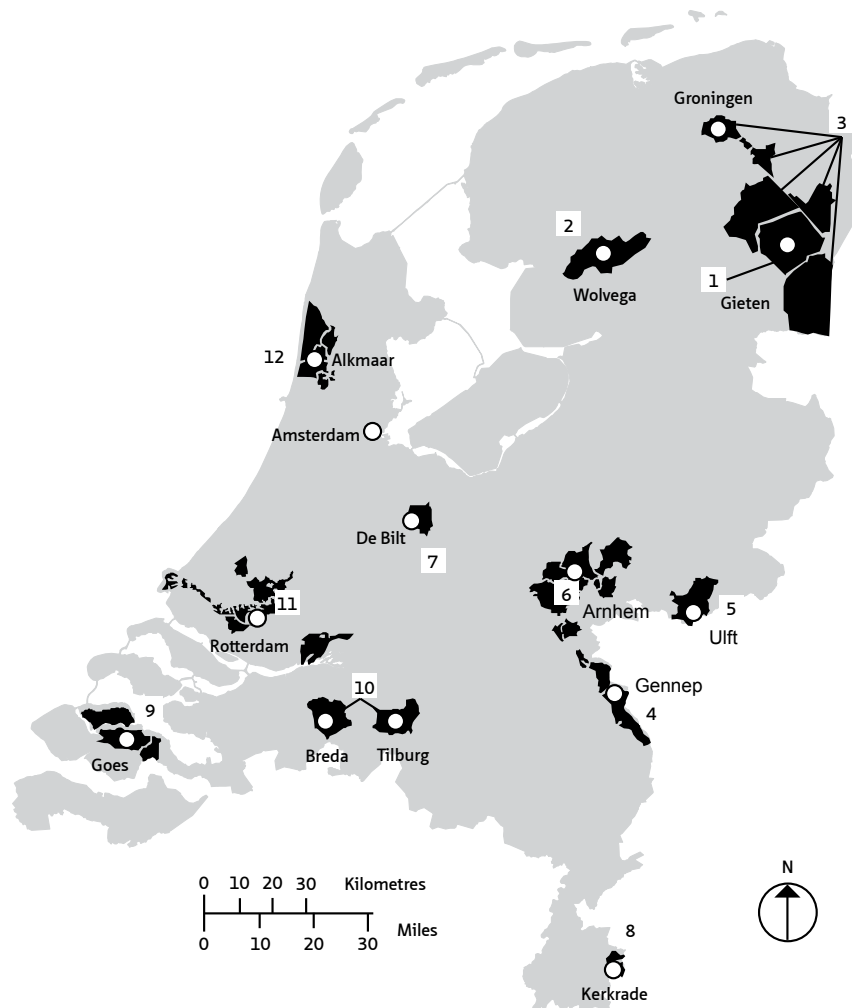 Groningen
3
2
1
Wolvega
Gieten
12
Alkmaar
Amsterdam
De Bilt
7
6
11
Arnhem
5
Rotterdam
Ulft
Gennep
10
9
4
Breda
Tilburg
Goes
0 10 20 30 Kilometres
Miles
0 10 20 30
N
8
Kerkrade